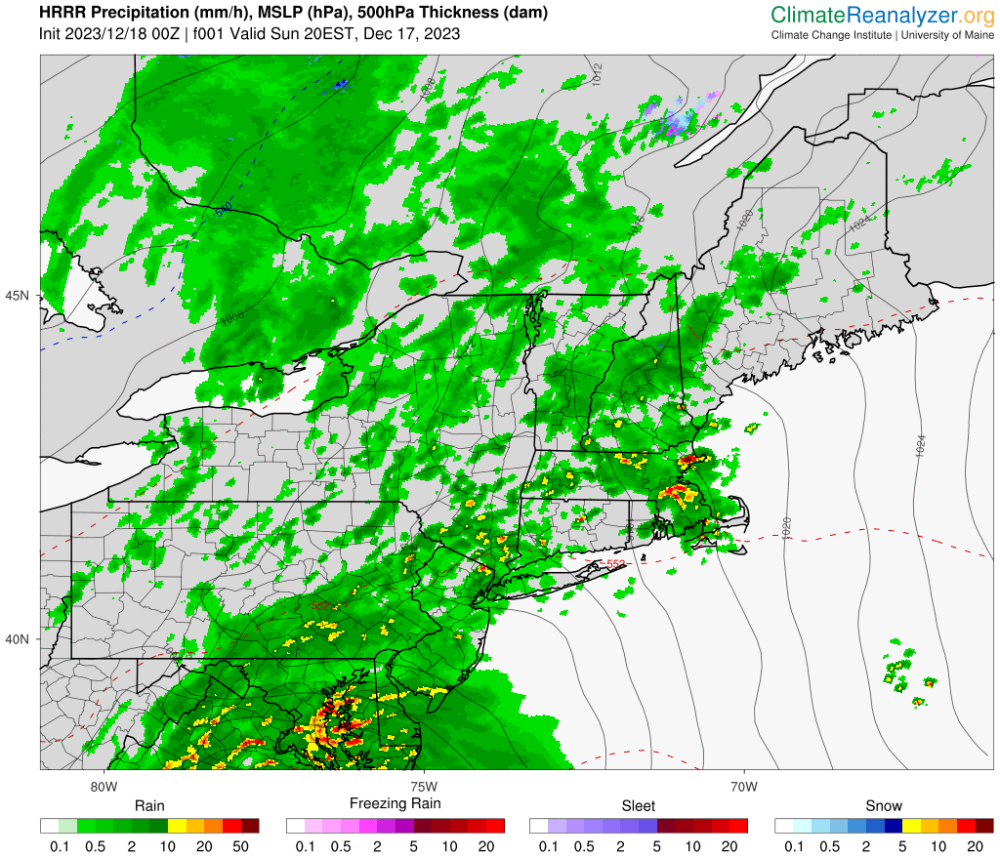 HRRR Precipitation (mm/h), MSLP (hPa), 500hPa Thickness (dam)
Init 2023/12/18 00Z | f001 Valid Sun 20EST, Dec 17, 2023
ClimateReanalyzer.org
Climate Change Institute | University of Maine
1008
1012
540
1016
1020
1024
45N
1008
1024
1020
552
40N
80W
75W
70W
Rain
Freezing Rain
Sleet
Snow
0.1 0.5 2 5 10 20 50
0.1 0.5 2 5 10 20
0.1 0.5 2 5 10 20
0.1 0.5 2 5 10 20